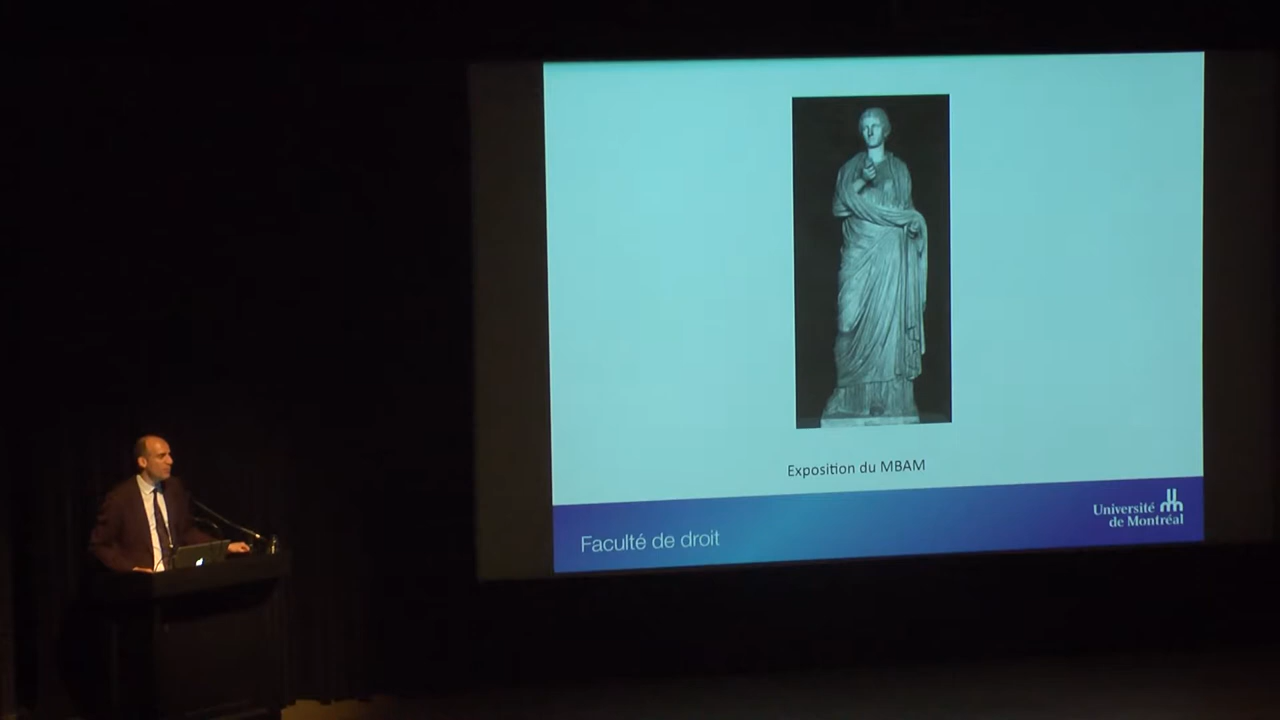 Exposition du MBAM
Faculté de droit
Université
de Montréal